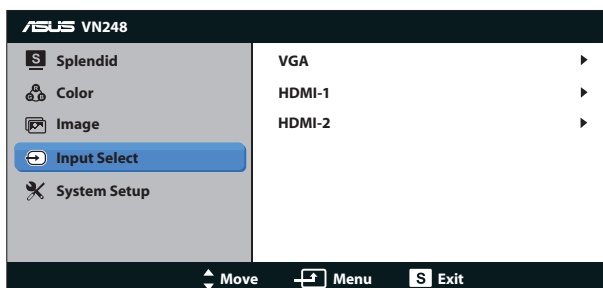 ASUS VN248
S Splendid
Color
Image
Input Select
System Setup
VGA
HDMI-1
HDMI-2
Move Menu S Exit